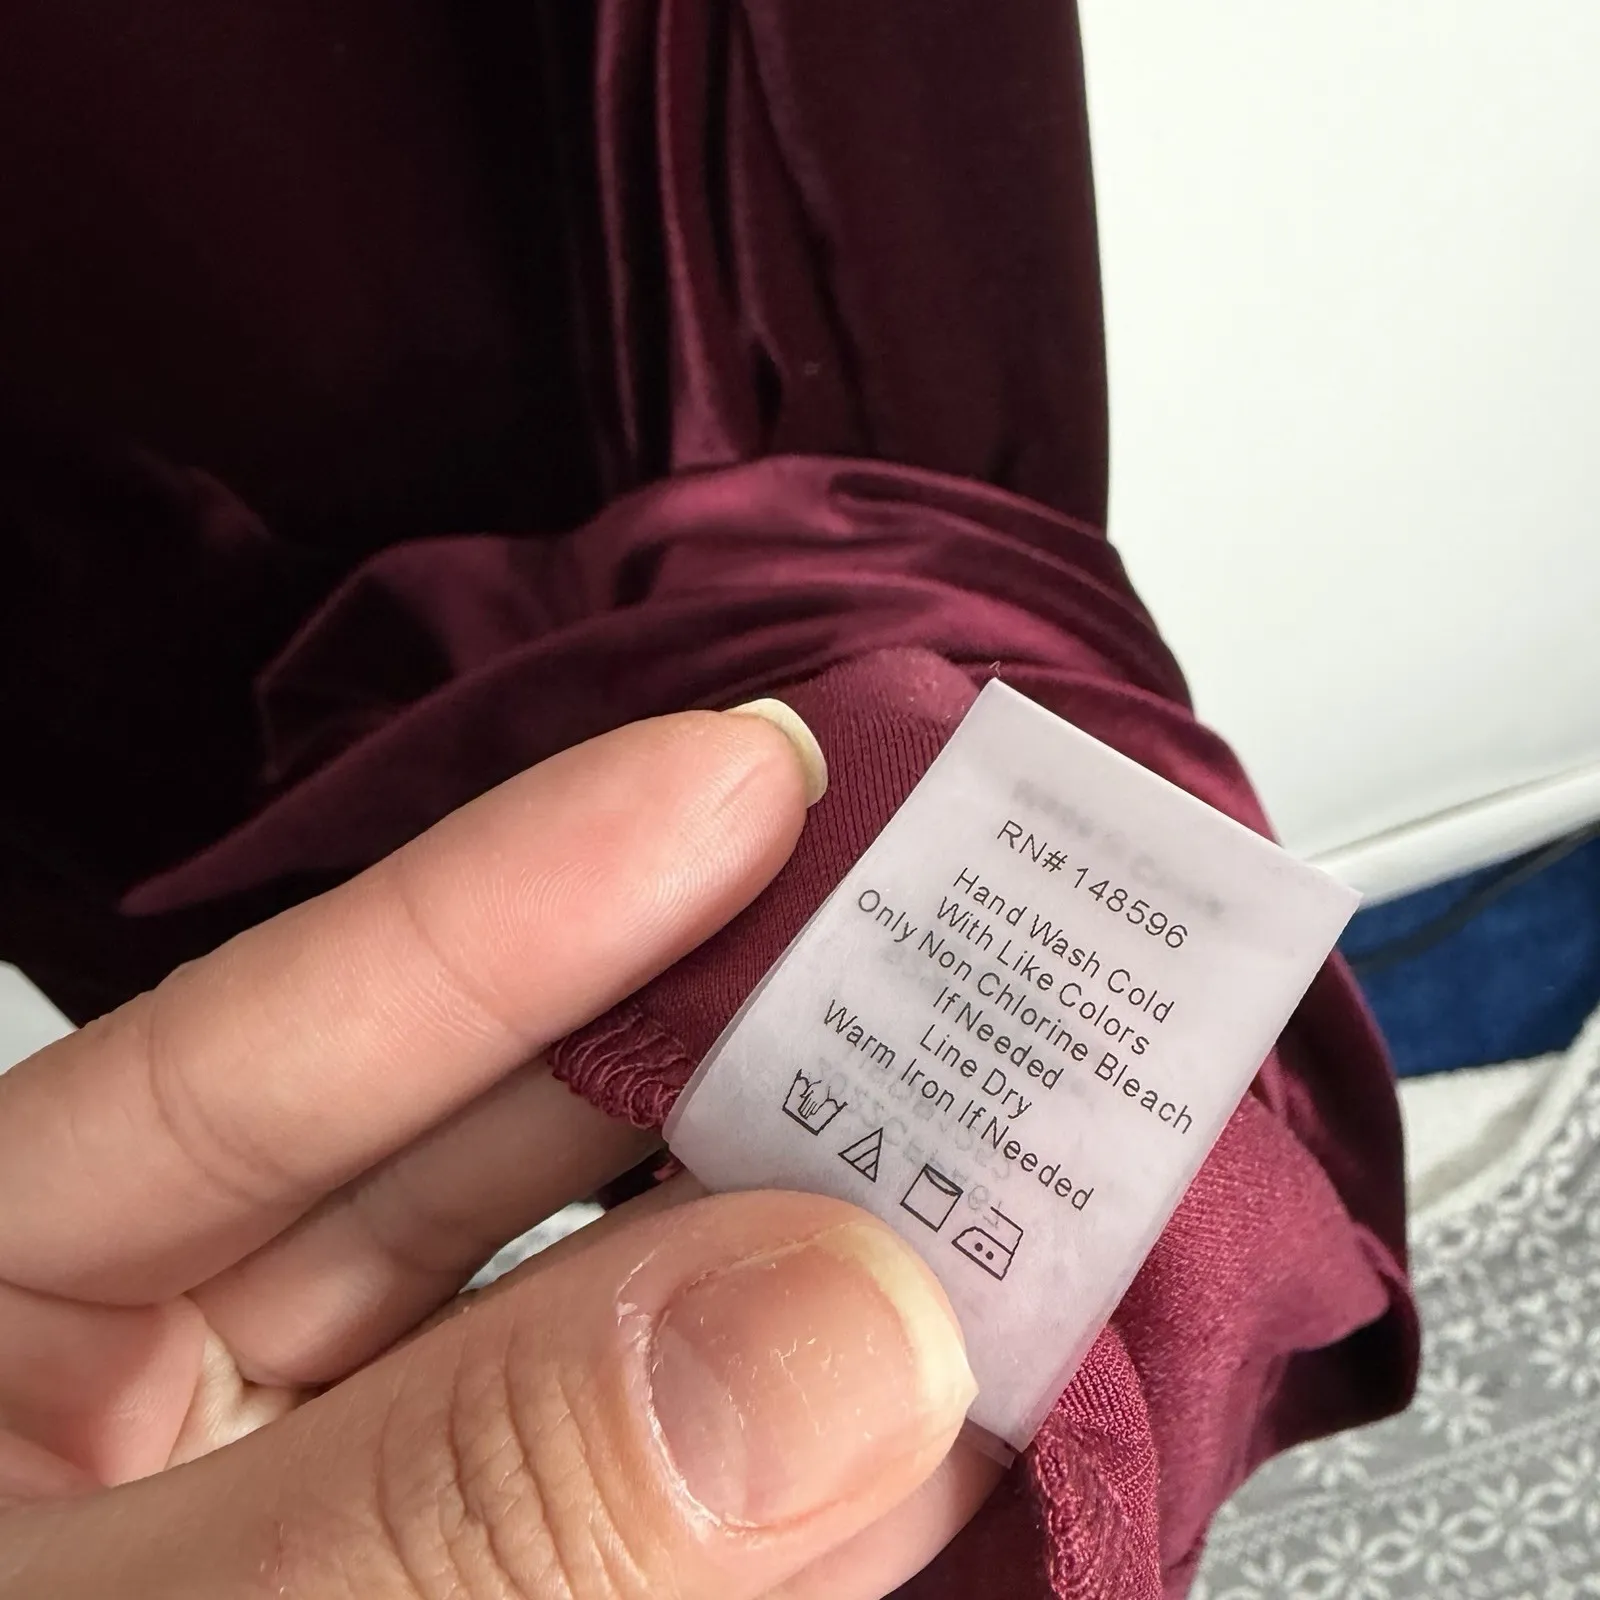 RN# 148596
Hand Wash Cold
With Like Colors
Only Non Chlorine Bleach
If Needed
Line Dry
Warm Iron If Needed